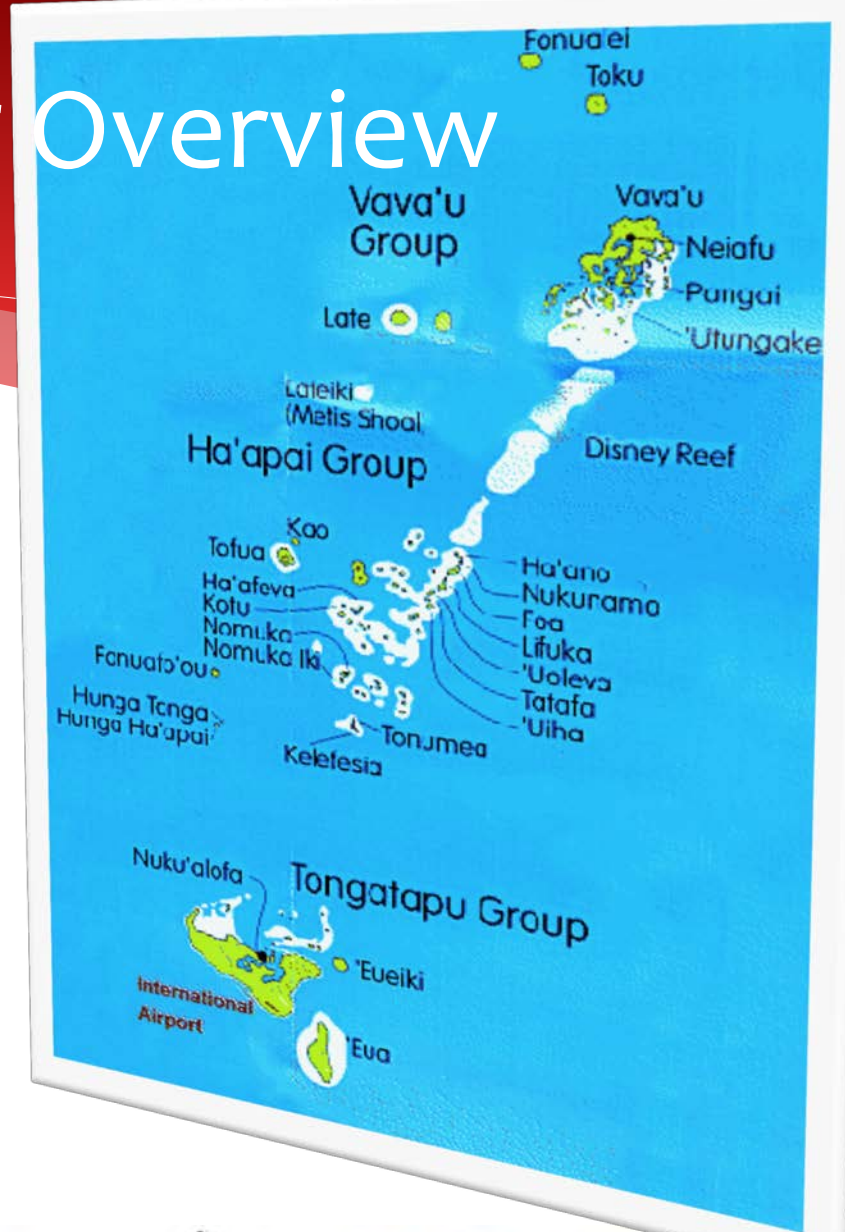 Overview
Fonua'ei
Toku
Vava'u
Group
Vava'u
Neiafu
Pangai
'Utungake
Late
Lateiki
(Metis Shoal
Disney Reef
Ha'apai Group
Kao
Tofua
Ha'afeva
Kotu
Nomuka
Nomuka Iki
Fonuafo'ou
Hunga Tonga
Hunga Ha'apai
Ha'ano
Nukunamo
Foa
Lifuka
'Uoleva
Tatafa
'Uiha
Tonumea
Kelefesia
Nuku'alofa
Tongatapu Group
'Eueiki
International
Airport
'Eua